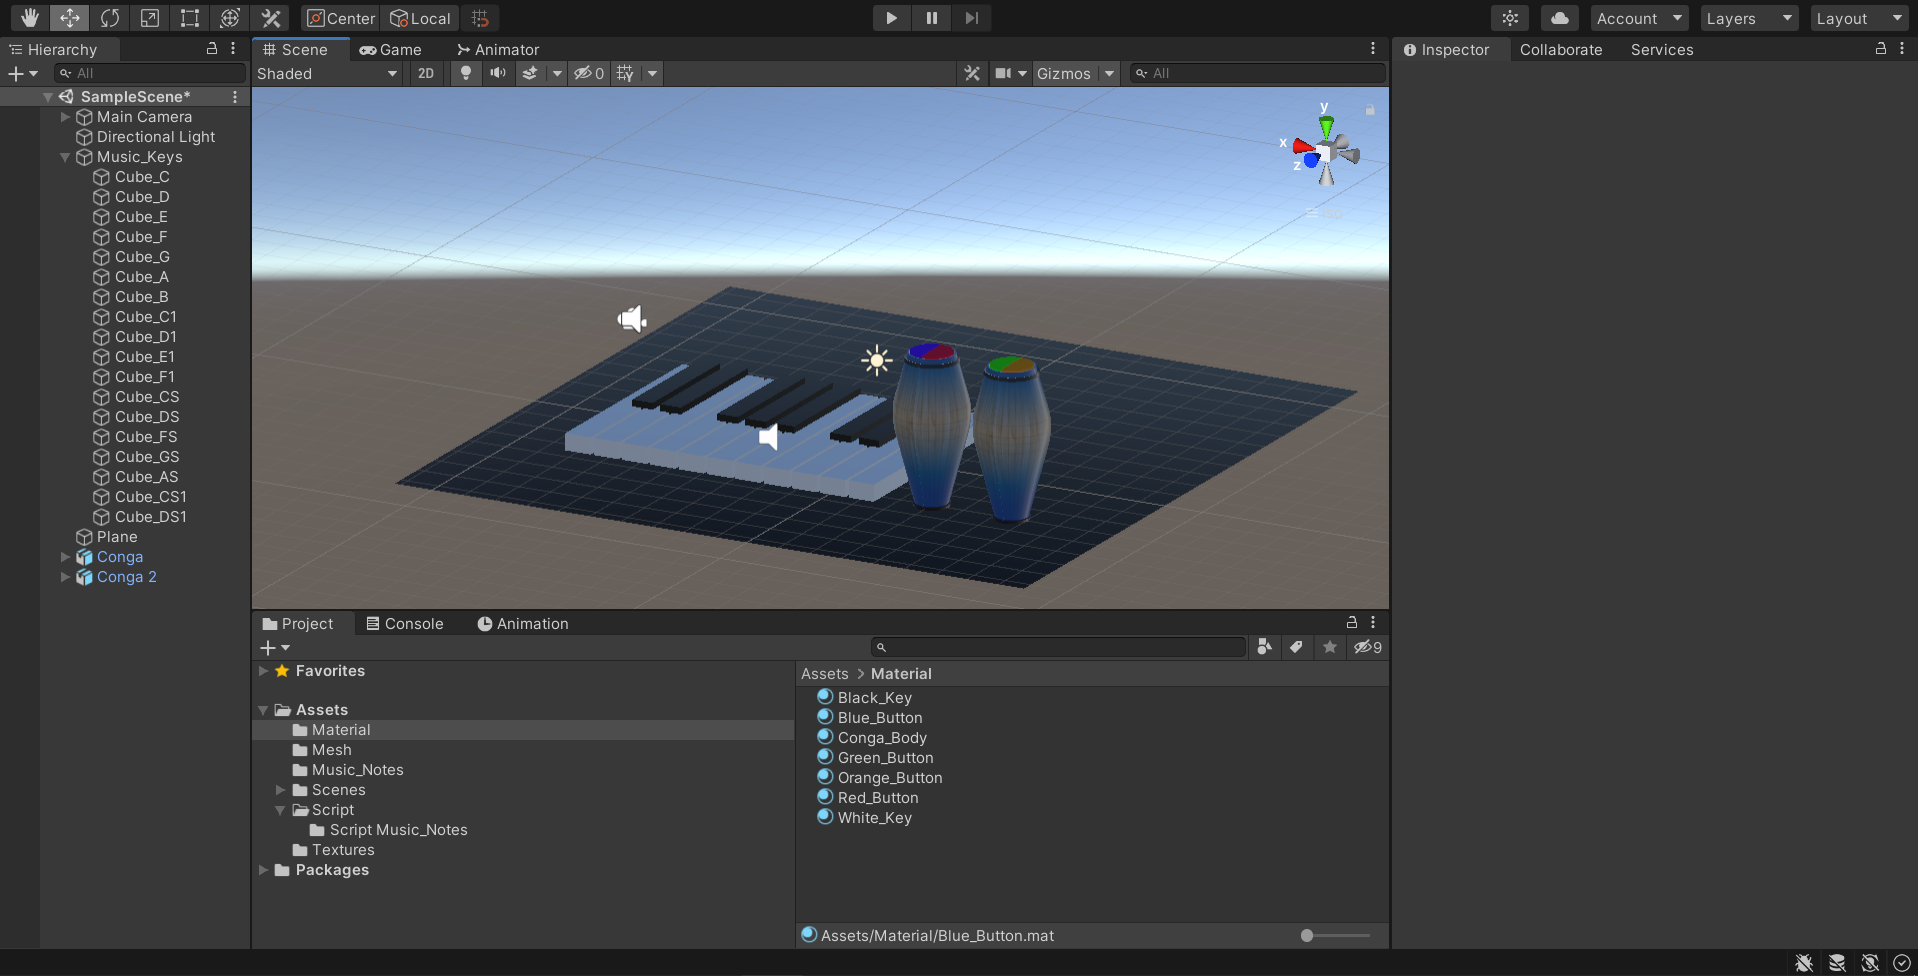 Center Local Account Layers Layout
Hierarchy Scene Game Animator Inspector Collaborate Services
All Shaded 2D 0 Gizmos All
SampleScene*
Main Camera
Directional Light
Music_Keys
Cube_C
Cube_D
Cube_E
Cube_F
Cube_G
Cube_A
Cube_B
Cube_C1
Cube_D1
Cube_E1
Cube_F1
Cube_CS
Cube_DS
Cube_FS
Cube_GS
Cube_AS
Cube_CS1
Cube_DS1
Plane
Conga
Conga 2
y
x
z
Project Console Animation
9
Favorites
Assets
Material
Mesh
Music_Notes
Scenes
Script
Script Music_Notes
Textures
Packages
Assets > Material
Black_Key
Blue_Button
Conga_Body
Green_Button
Orange_Button
Red_Button
White_Key
Assets/Material/Blue_Button.mat